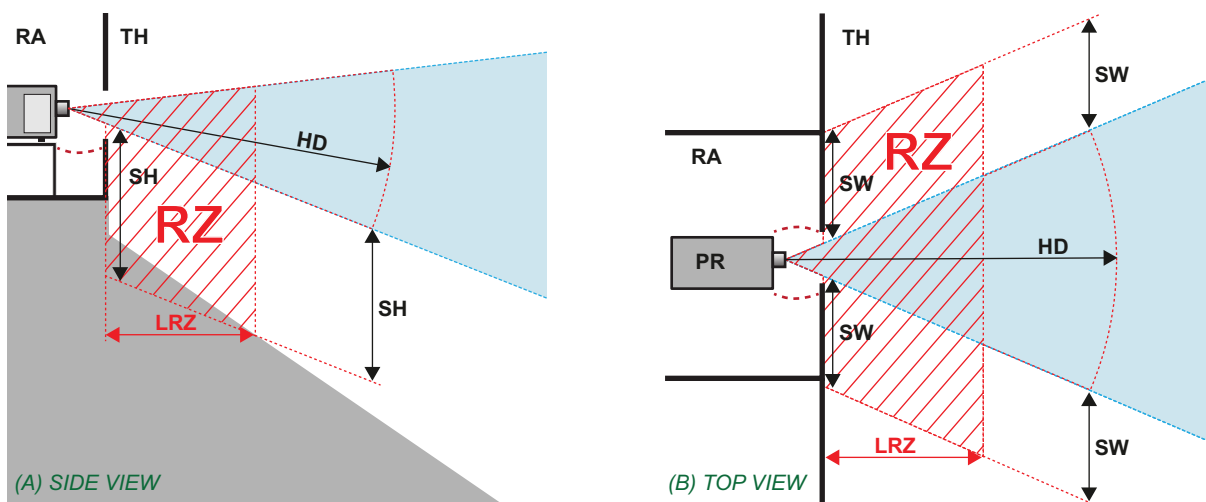 RA
TH
HD
SH
RZ
SH
LRZ
(A) SIDE VIEW
TH
SW
RZ
RA
SW
PR
HD
SW
LRZ
SW
(B) TOP VIEW